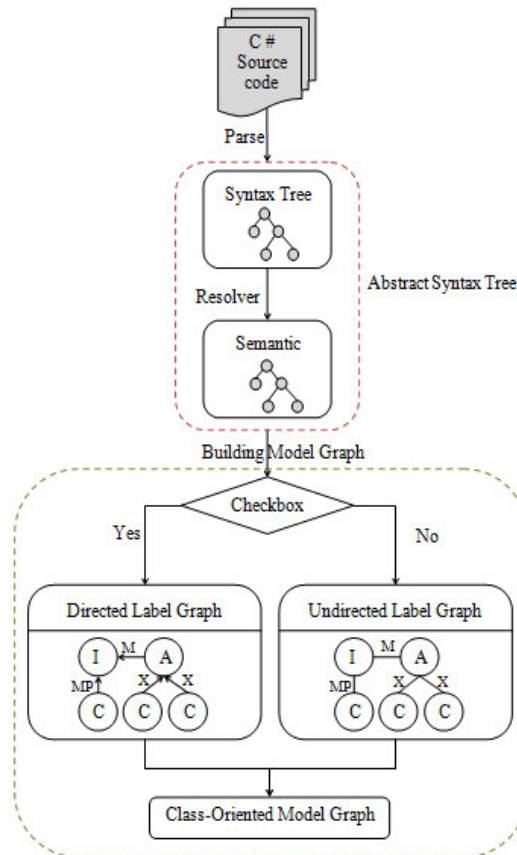 C #
Source
code
Parse
Syntax Tree
Abstract Syntax Tree
Resolver
Semantic
Building Model Graph
Checkbox
Yes
No
Directed Label Graph
I
M
A
MP
X
X
C
C
C
Undirected Label Graph
I
M
A
MP
X
X
C
C
C
Class-Oriented Model Graph